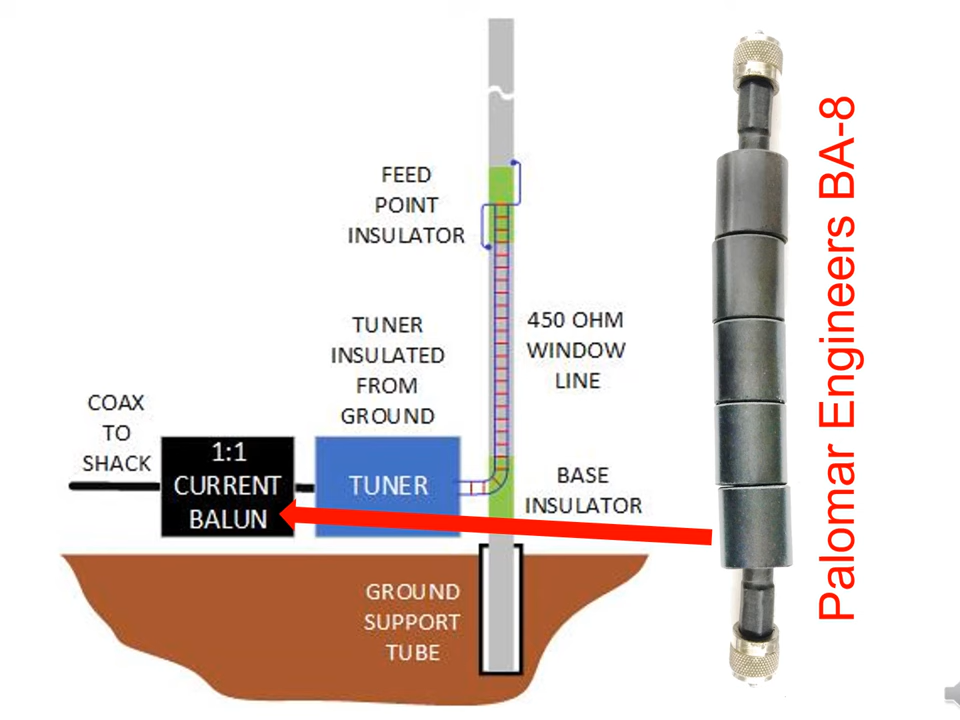 FEED
POINT
INSULATOR
TUNER
INSULATED
FROM
GROUND
450 OHM
WINDOW
LINE
COAX
TO
SHACK
1:1
CURRENT
BALUN
TUNER
BASE
INSULATOR
GROUND
SUPPORT
TUBE
Palomar Engineers BA-8